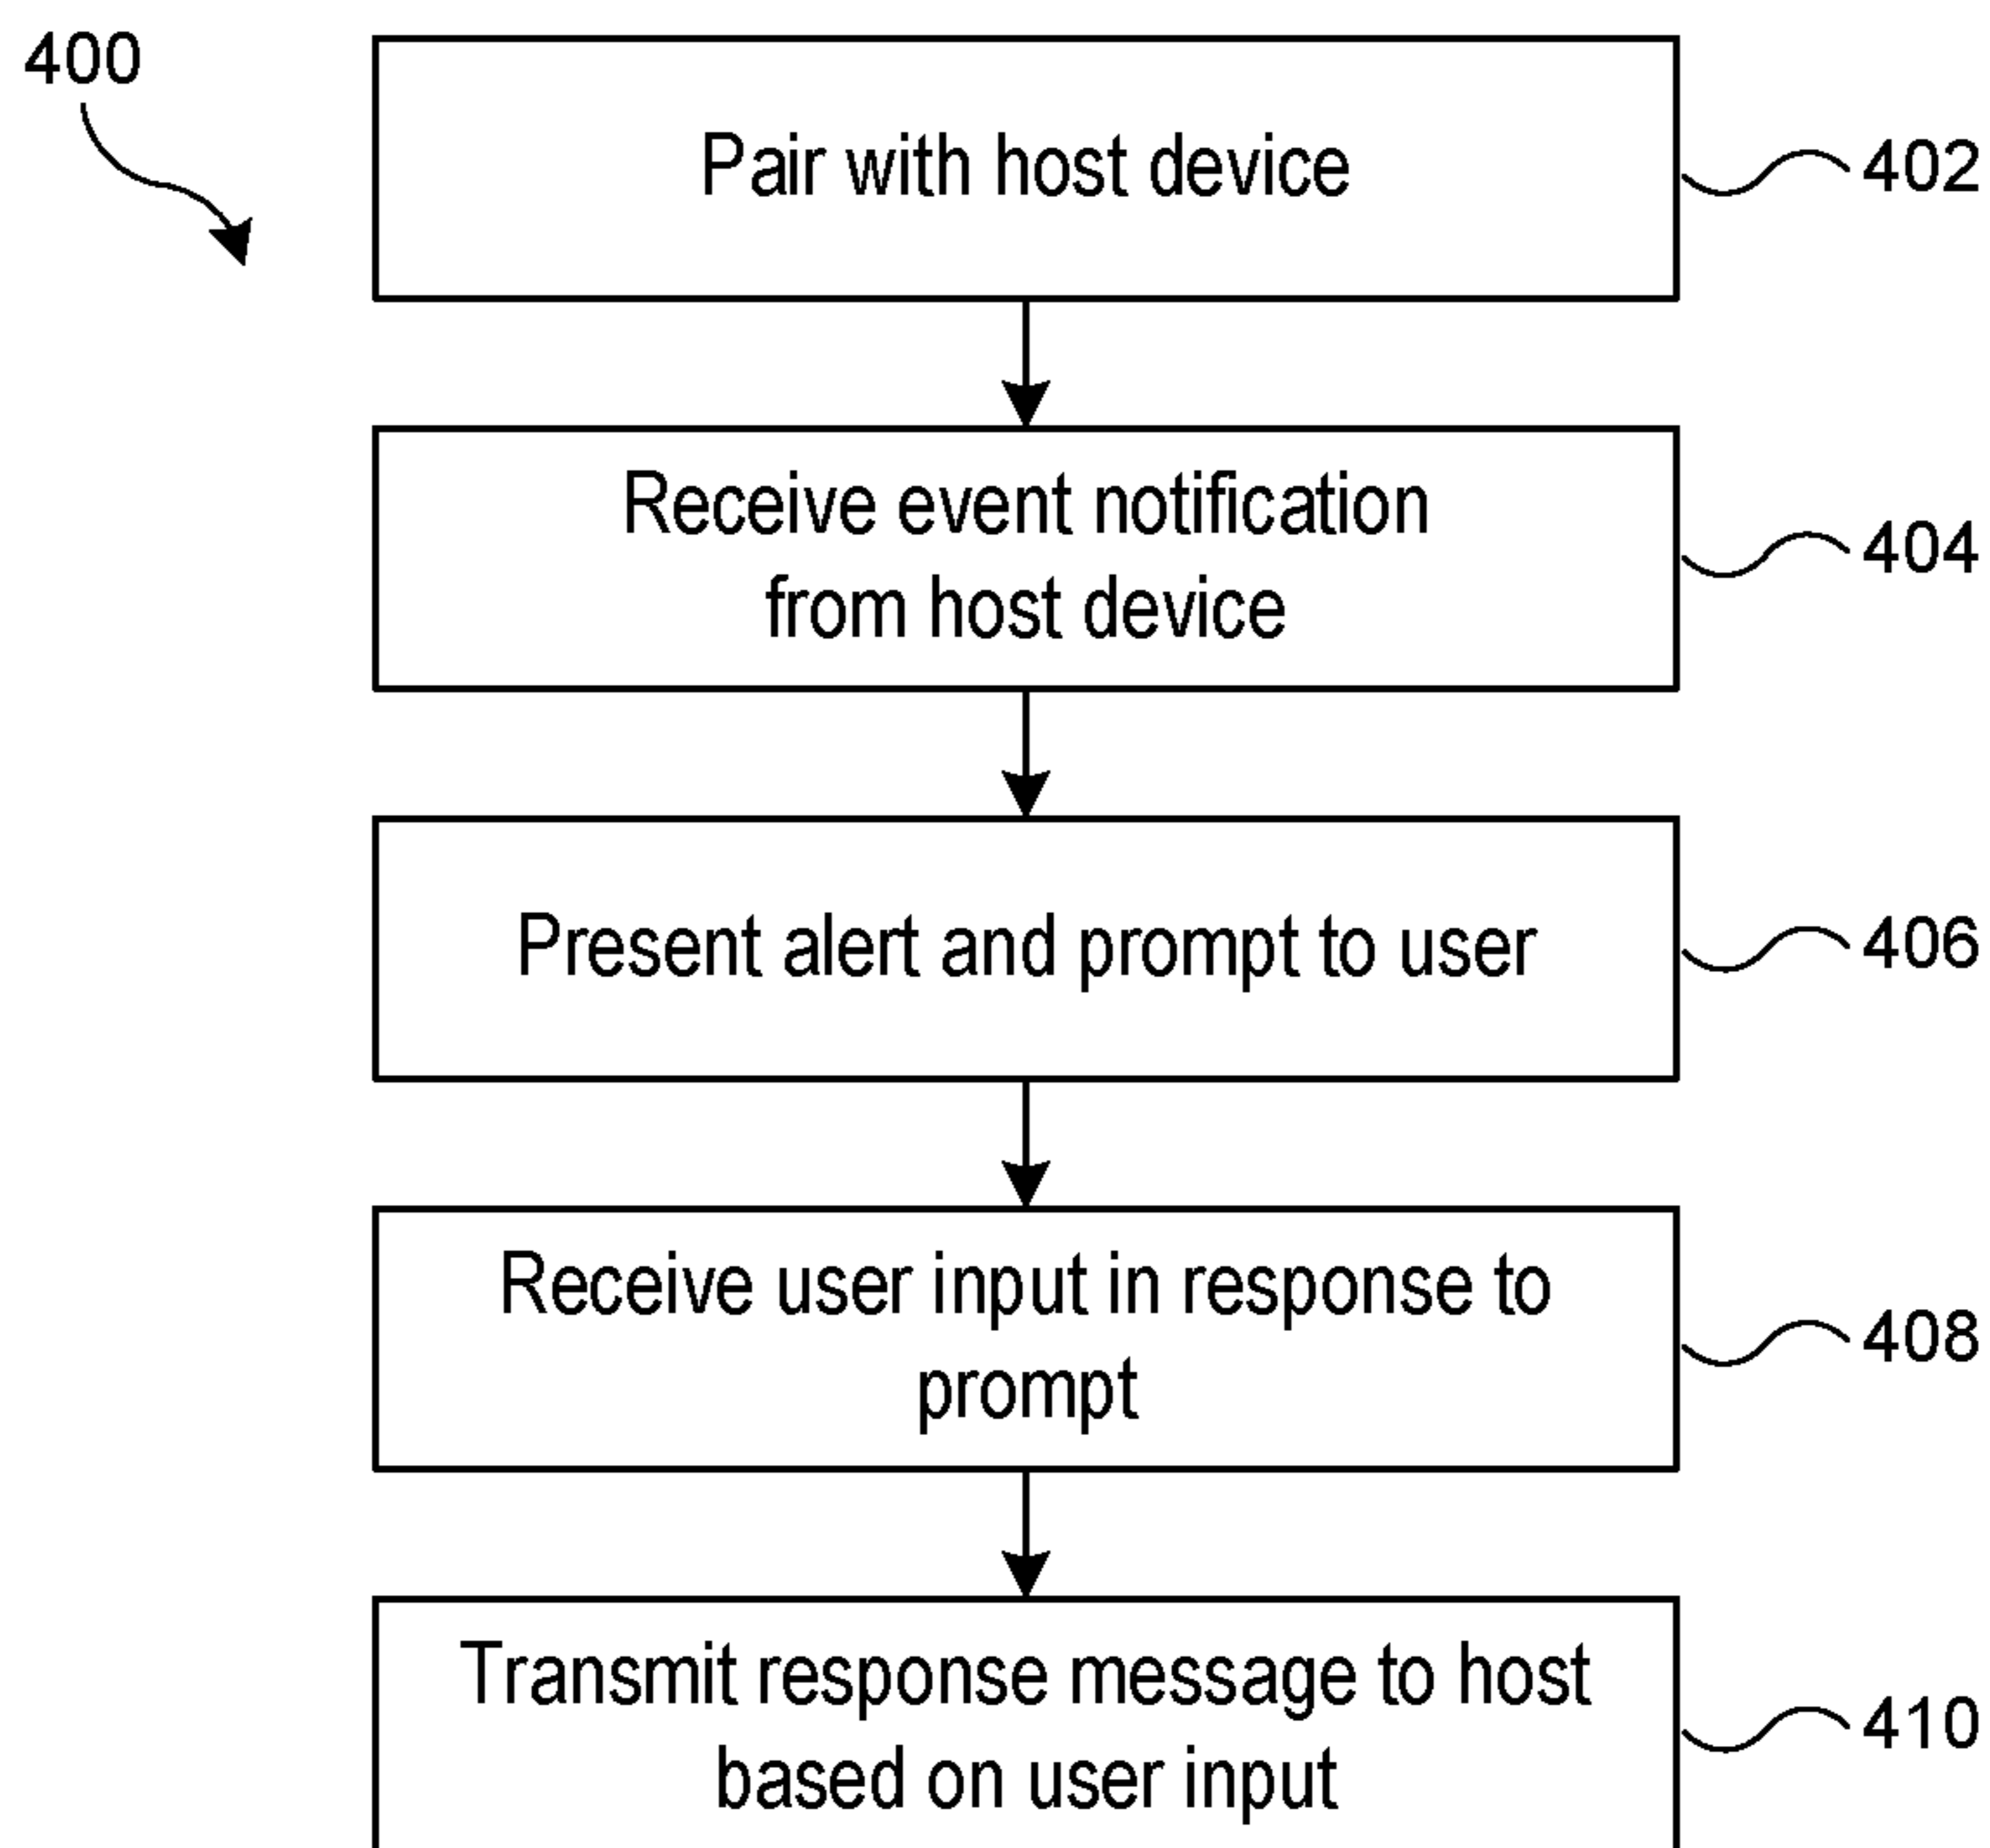 400
Pair with host device
402
Receive event notification
from host device
404
Present alert and prompt to user
406
Receive user input in response to
prompt
408
Transmit response message to host
based on user input
410